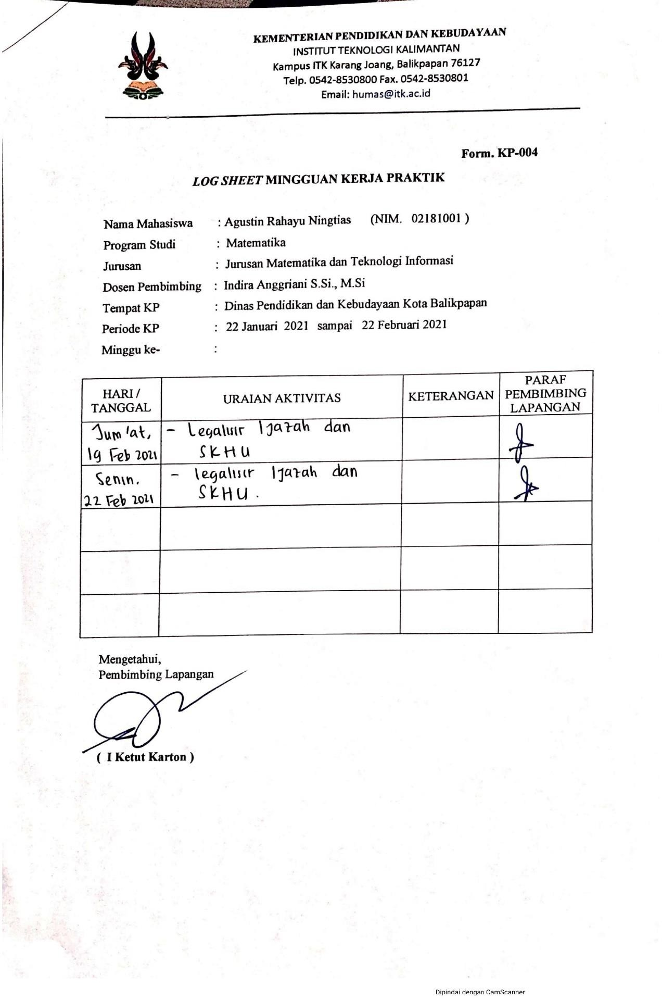 KEMENTERIAN PENDIDIKAN DAN KEBUDAYAAN
INSTITUT TEKNOLOGI KALIMANTAN
Kampus ITK Karang Joang, Balikpapan 76127
Telp. 0542-8530800 Fax. 0542-8530801
Email: humas@itk.ac.id
Form. KP-004
LOG SHEET MINGGUAN KERJA PRAKTIK
Nama Mahasiswa : Agustin Rahayu Ningtias (NIM. 02181001 )
Program Studi : Matematika
Jurusan : Jurusan Matematika dan Teknologi Informasi
Dosen Pembimbing : Indira Anggriani S.Si., M.Si
Tempat KP : Dinas Pendidikan dan Kebudayaan Kota Balikpapan
Periode KP : 22 Januari 2021 sampai 22 Februari 2021
Minggu ke- :
HARI / TANGGAL URAIAN AKTIVITAS KETERANGAN PARAF PEMBIMBING LAPANGAN
Jum'at, - Legalisir Ijazah dan
19 Feb 2021 SKHU
Senin. - legalisir Ijazah dan
22 Feb 2021 SKHU.
Mengetahui,
Pembimbing Lapangan
( I Ketut Karton )
Dipindai dengan CamScanner